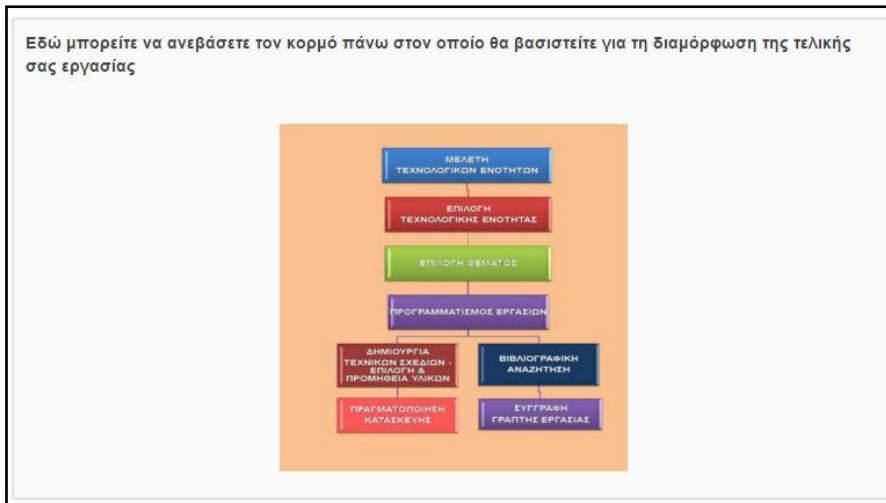 Εδώ μπορείτε να ανεβάσετε τον κορμό πάνω στον οποίο θα βασιστείτε για τη διαμόρφωση της τελικής
σας εργασίας
ΜΕΛΕΤΗ
ΤΕΧΝΟΛΟΓΙΚΩΝ ΕΝΟΤΗΤΩΝ
ΕΠΙΛΟΓΗ
ΤΕΧΝΟΛΟΓΙΚΗΣ ΕΝΟΤΗΤΑΣ
ΕΠΙΛΟΓΗ ΘΕΜΑΤΟΣ
ΠΡΟΓΡΑΜΜΑΤΙΣΜΟΣ ΕΡΓΑΣΙΩΝ
ΔΗΜΙΟΥΡΓΙΑ
ΤΕΧΝΙΚΩΝ ΣΧΕΔΙΩΝ -
ΕΠΙΛΟΓΗ &
ΠΡΟΜΗΘΕΙΑ ΥΛΙΚΩΝ
ΒΙΒΛΙΟΓΡΑΦΙΚΗ
ΑΝΑΖΗΤΗΣΗ
ΠΡΑΓΜΑΤΟΠΟΙΗΣΗ
ΚΑΤΑΣΚΕΥΗΣ
ΣΥΓΓΡΑΦΗ
ΓΡΑΠΤΗΣ ΕΡΓΑΣΙΑΣ